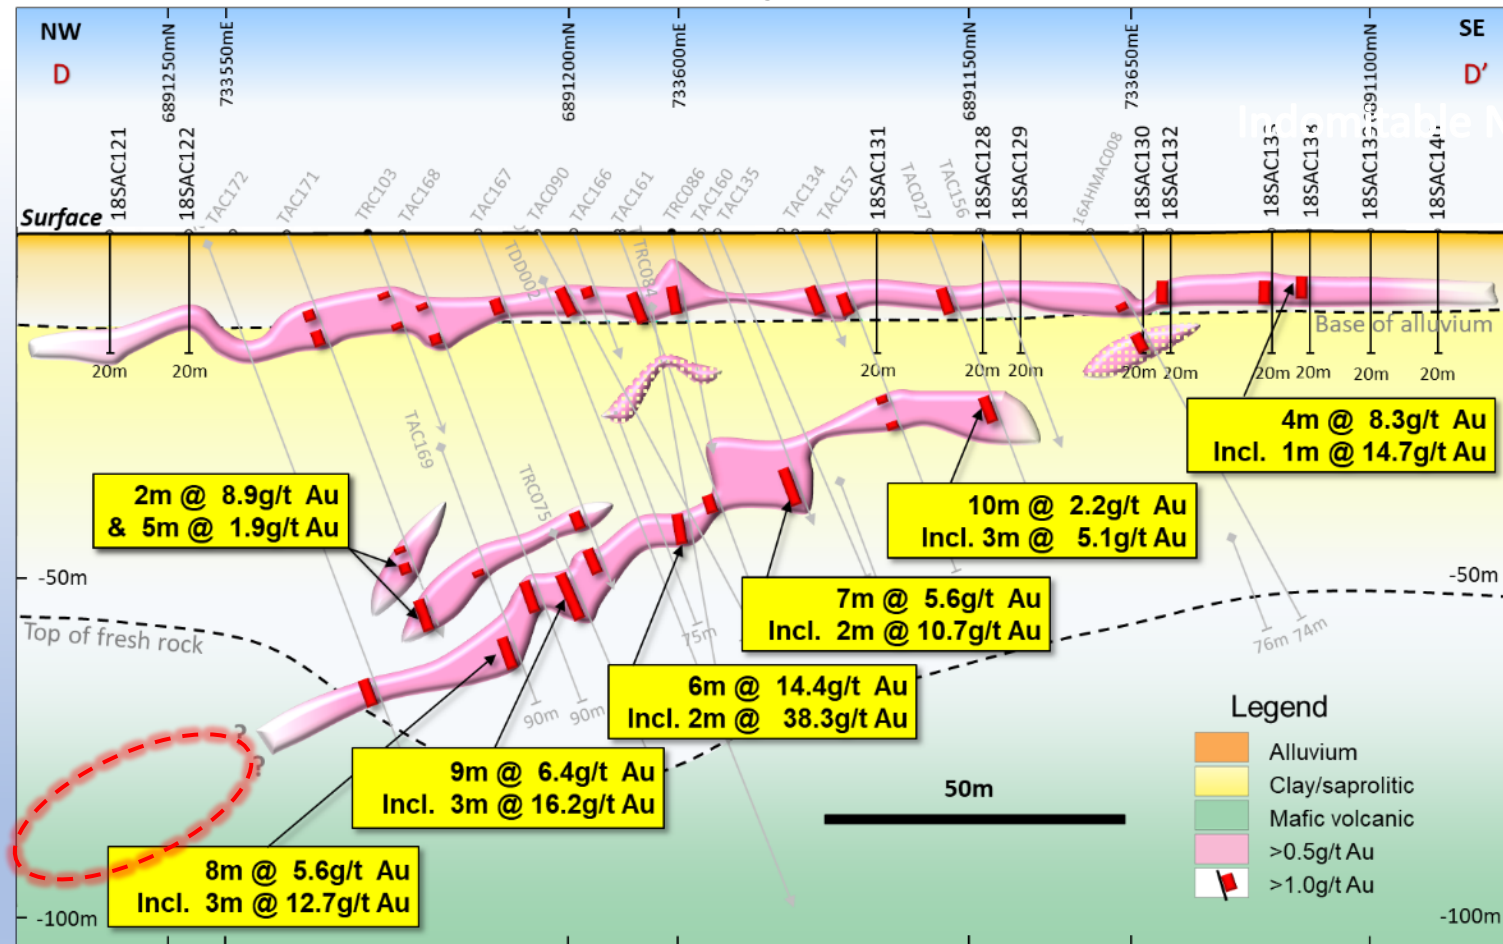 NW
SE
D
D’
6891250mN
733550mE
6891200mN
733600mE
6891150mN
733650mE
6891100mN
Indomitable N
18SAC121
18SAC122
TAC172
TAC171
TRC103
TAC168
TAC167
TAC090
TAC166
TAC161
TRC086
TAC160
TAC135
TAC134
TAC157
18SAC131
TAC027
TAC156
18SAC128
18SAC129
16AHMAC008
18SAC130
18SAC132
Surface
TDD002
TRC084
Base of alluvium
20m
20m
20m
20m
20m
20m
20m
20m
20m
20m
20m
TAC169
TRC075
4m @ 8.3g/t Au
Incl. 1m @ 14.7g/t Au
2m @ 8.9g/t Au
& 5m @ 1.9g/t Au
10m @ 2.2g/t Au
Incl. 3m @ 5.1g/t Au
-50m
-50m
7m @ 5.6g/t Au
Incl. 2m @ 10.7g/t Au
Top of fresh rock
75m
76m
74m
6m @ 14.4g/t Au
Incl. 2m @ 38.3g/t Au
90m
90m
?
?
9m @ 6.4g/t Au
Incl. 3m @ 16.2g/t Au
8m @ 5.6g/t Au
Incl. 3m @ 12.7g/t Au
50m
Legend
Alluvium
Clay/saprolitic
Mafic volcanic
>0.5g/t Au
>1.0g/t Au
-100m
-100m